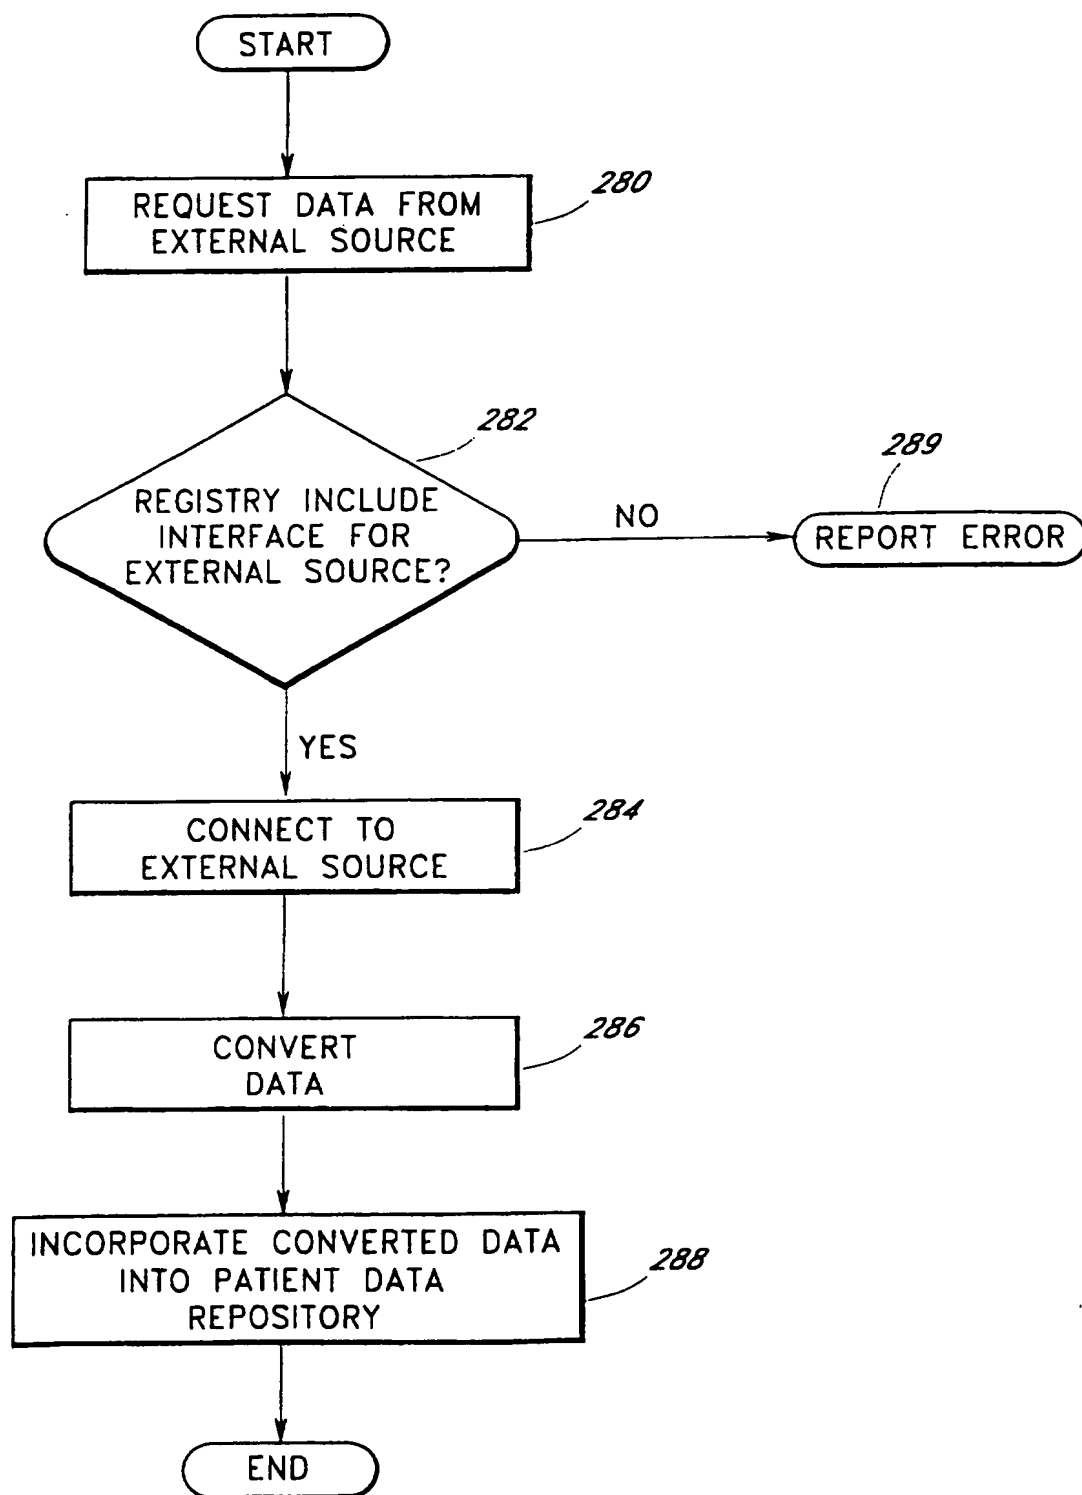 START
REQUEST DATA FROM
EXTERNAL SOURCE
280
282
REGISTRY INCLUDE
INTERFACE FOR
EXTERNAL SOURCE?
NO
289
REPORT ERROR
YES
CONNECT TO
EXTERNAL SOURCE
284
CONVERT
DATA
286
INCORPORATE CONVERTED DATA
INTO PATIENT DATA
REPOSITORY
288
END